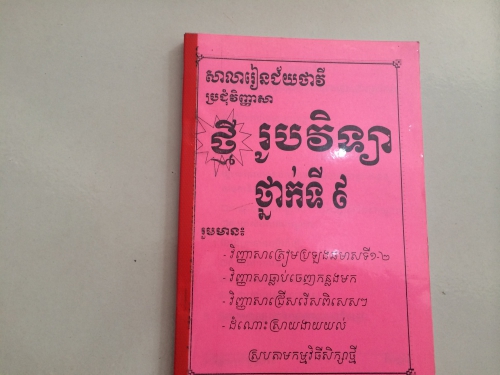 សាលារៀនជ័យថាវី
ប្រជុំវិញ្ញាសា
ថ្មី រូបវិទ្យា
ថ្នាក់ទី ៩
រួមមាន៖
- វិញ្ញាសាត្រៀមប្រឡងឆមាសទី១-២
- វិញ្ញាសាធ្លាប់ចេញកន្លងមក
- វិញ្ញាសាជ្រើសរើសពិសេសៗ
- ដំណោះស្រាយងាយយល់
ស្របតាមកម្មវិធីសិក្សាថ្មី